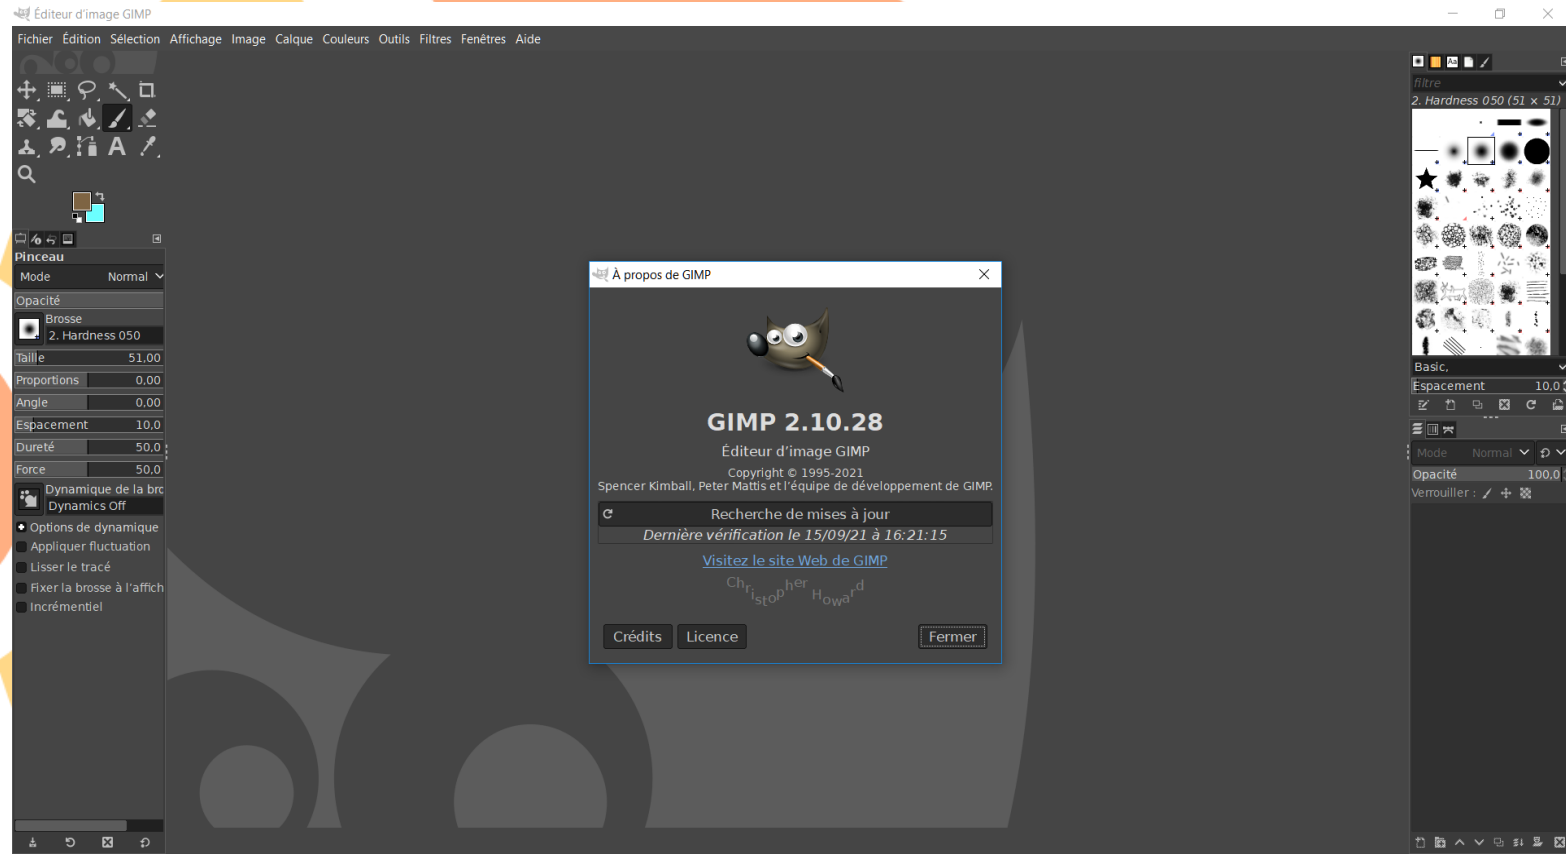 Éditeur d'image GIMP
Fichier Édition Sélection Affichage Image Calque Couleurs Outils Filtres Fenêtres Aide
Pinceau
Mode Normal
Opacité
Brosse
2. Hardness 050
Taille 51,00
Proportions 0,00
Angle 0,00
Espacement 10,0
Dureté 50,0
Force 50,0
Dynamique de la bro
Dynamics Off
Options de dynamique
Appliquer fluctuation
Lisser le tracé
Fixer la brosse à l'affich
Incrémentiel
À propos de GIMP
GIMP 2.10.28
Éditeur d'image GIMP
Copyright © 1995-2021
Spencer Kimball, Peter Mattis et l'équipe de développement de GIMP.
Recherche de mises à jour
Dernière vérification le 15/09/21 à 16:21:15
Visitez le site Web de GIMP
Christopher Howard
Crédits Licence Fermer
Aa
filtre
2. Hardness 050 (51 × 51)
Basic,
Espacement 10,0
Mode Normal
Opacité 100,0
Verrouiller :